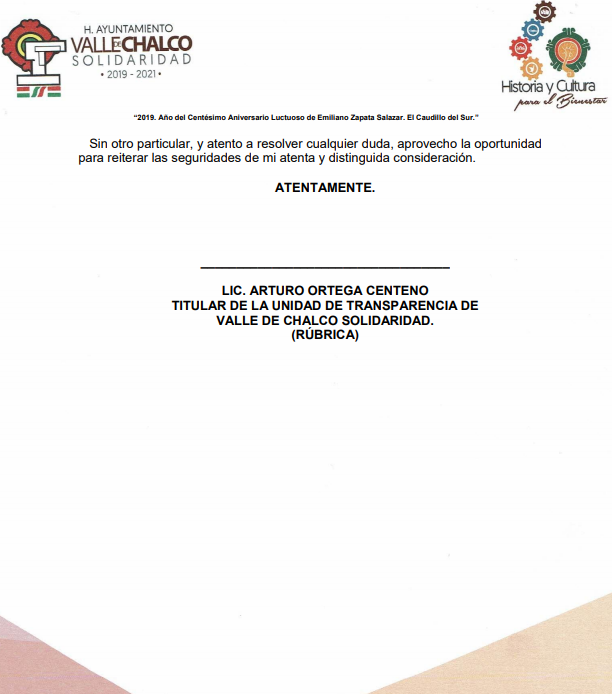 H. AYUNTAMIENTO
VALLE DE CHALCO
SOLIDARIDAD
• 2019 - 2021 •
Historia y Cultura
para el Bienestar
"2019. Año del Centésimo Aniversario Luctuoso de Emiliano Zapata Salazar. El Caudillo del Sur."
Sin otro particular, y atento a resolver cualquier duda, aprovecho la oportunidad
para reiterar las seguridades de mi atenta y distinguida consideración.
ATENTAMENTE.
LIC. ARTURO ORTEGA CENTENO
TITULAR DE LA UNIDAD DE TRANSPARENCIA DE
VALLE DE CHALCO SOLIDARIDAD.
(RÚBRICA)